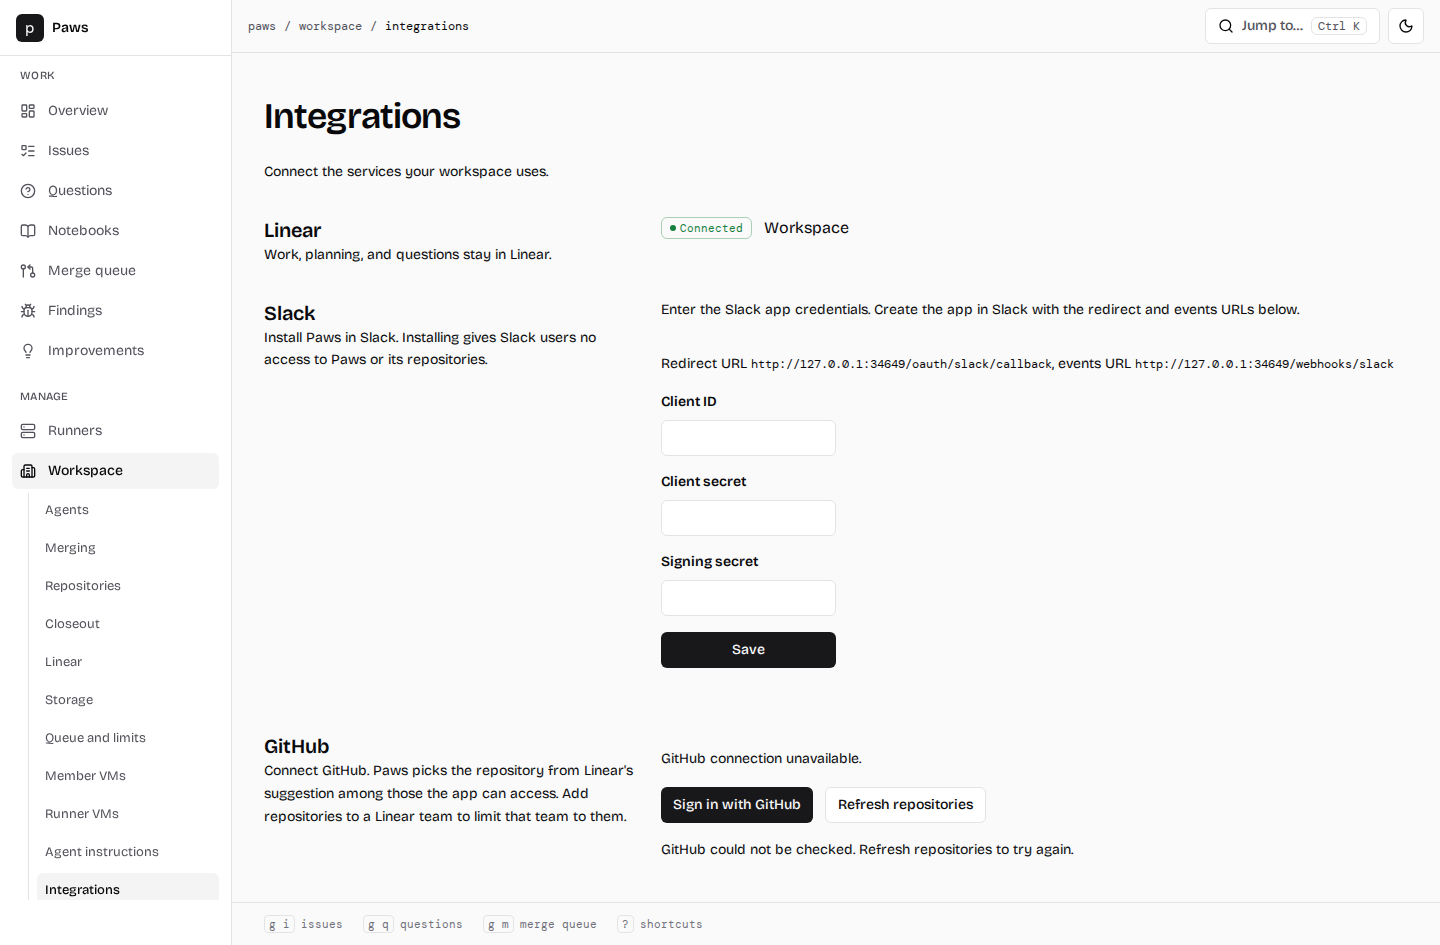 p Paws
paws / workspace / integrations
Jump to... Ctrl K
WORK
Overview
Issues
Questions
Notebooks
Merge queue
Findings
Improvements
MANAGE
Runners
Workspace
Agents
Merging
Repositories
Closeout
Linear
Storage
Queue and limits
Member VMs
Runner VMs
Agent instructions
Integrations
Integrations
Connect the services your workspace uses.
Linear
Work, planning, and questions stay in Linear.
Connected Workspace
Slack
Install Paws in Slack. Installing gives Slack users no
access to Paws or its repositories.
Enter the Slack app credentials. Create the app in Slack with the redirect and events URLs below.
Redirect URL http://127.0.0.1:34649/oauth/slack/callback, events URL http://127.0.0.1:34649/webhooks/slack
Client ID
Client secret
Signing secret
Save
GitHub
Connect GitHub. Paws picks the repository from Linear's
suggestion among those the app can access. Add
repositories to a Linear team to limit that team to them.
GitHub connection unavailable.
Sign in with GitHub Refresh repositories
GitHub could not be checked. Refresh repositories to try again.
g i issues g q questions g m merge queue ? shortcuts